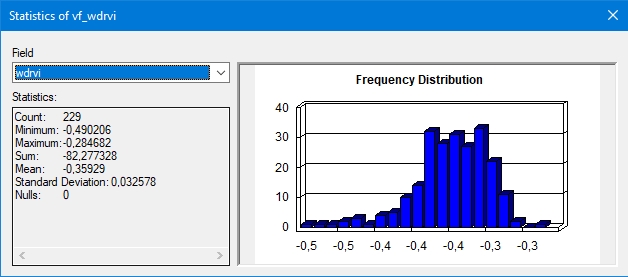 Statistics of vf_wdrvi
Field
wdrvi
Statistics:
Count: 229
Minimum: -0,490206
Maximum: -0,284682
Sum: -82,277328
Mean: -0,35929
Standard Deviation: 0,032578
Nulls: 0
Frequency Distribution
40
30
20
10
0
-0,5 -0,5 -0,4 -0,4 -0,4 -0,3 -0,3